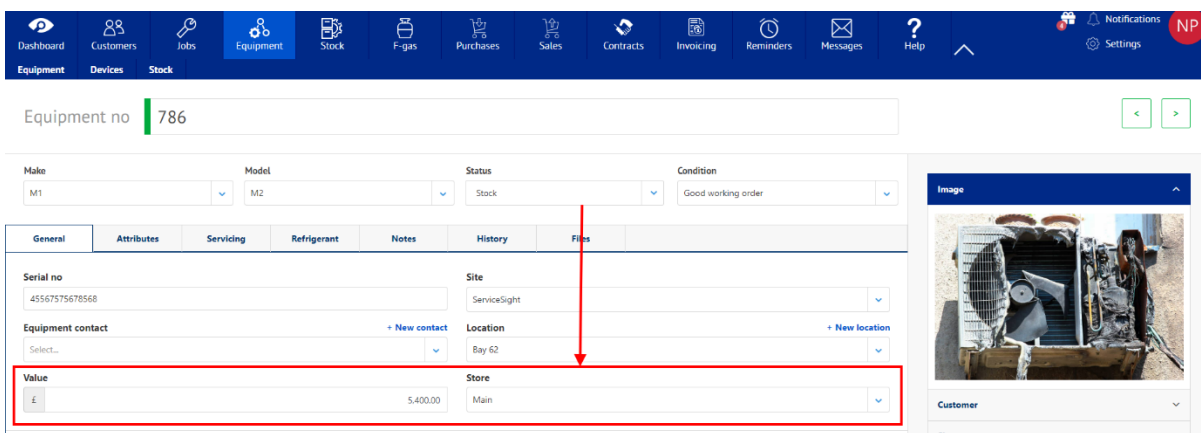 Dashboard Customers Jobs Equipment Stock F-gas Purchases Sales Contracts Invoicing Reminders Messages Help
4 Notifications
Settings
NP
Equipment Devices Stock
Equipment no 786 < >
Make Model Status Condition
M1 M2 Stock Good working order
Image
General Attributes Servicing Refrigerant Notes History Files
Serial no Site
45567575678568 ServiceSight
Equipment contact + New contact Location + New location
Select... Bay 62
Value Store
£ 5,400.00 Main
Customer